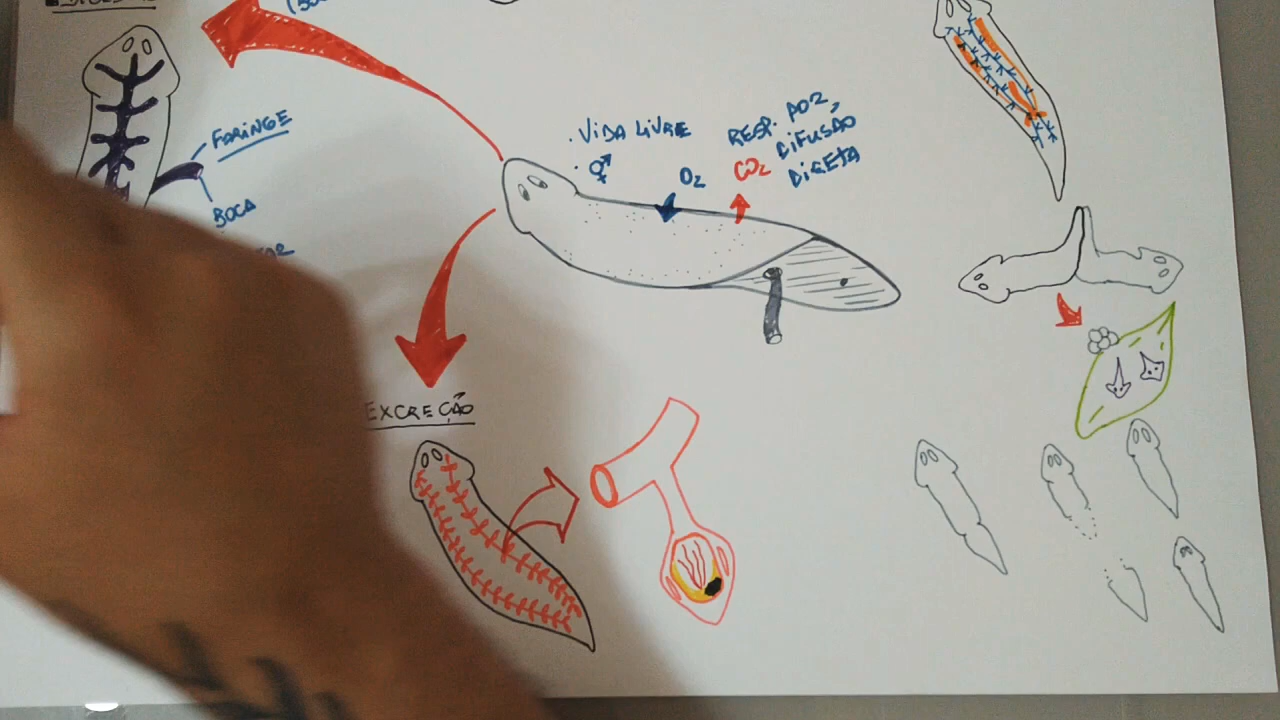 FARINGE
BOCA
. VIDA LIVRE
. ⚥
O₂
CO₂
RESP. POR
DIFUSÃO
DIRETA
EXCREÇÃO